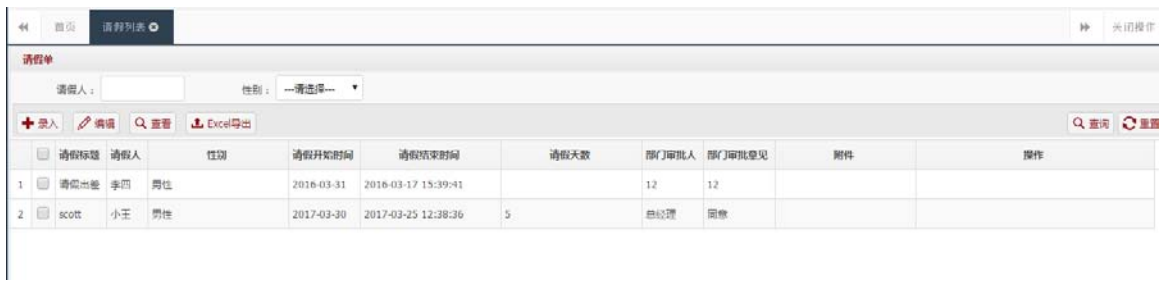 首页 请假列表 关闭操作
请假单
请假人： 性别： ---请选择---
录入 编辑 查看 Excel导出 查询 重置
请假标题 请假人 性别 请假开始时间 请假结束时间 请假天数 部门审批人 部门审批意见 附件 操作
1 请假出差 李四 男性 2016-03-31 2016-03-17 15:39:41 12 12
2 scott 小王 男性 2017-03-30 2017-03-25 12:38:36 5 总经理 同意